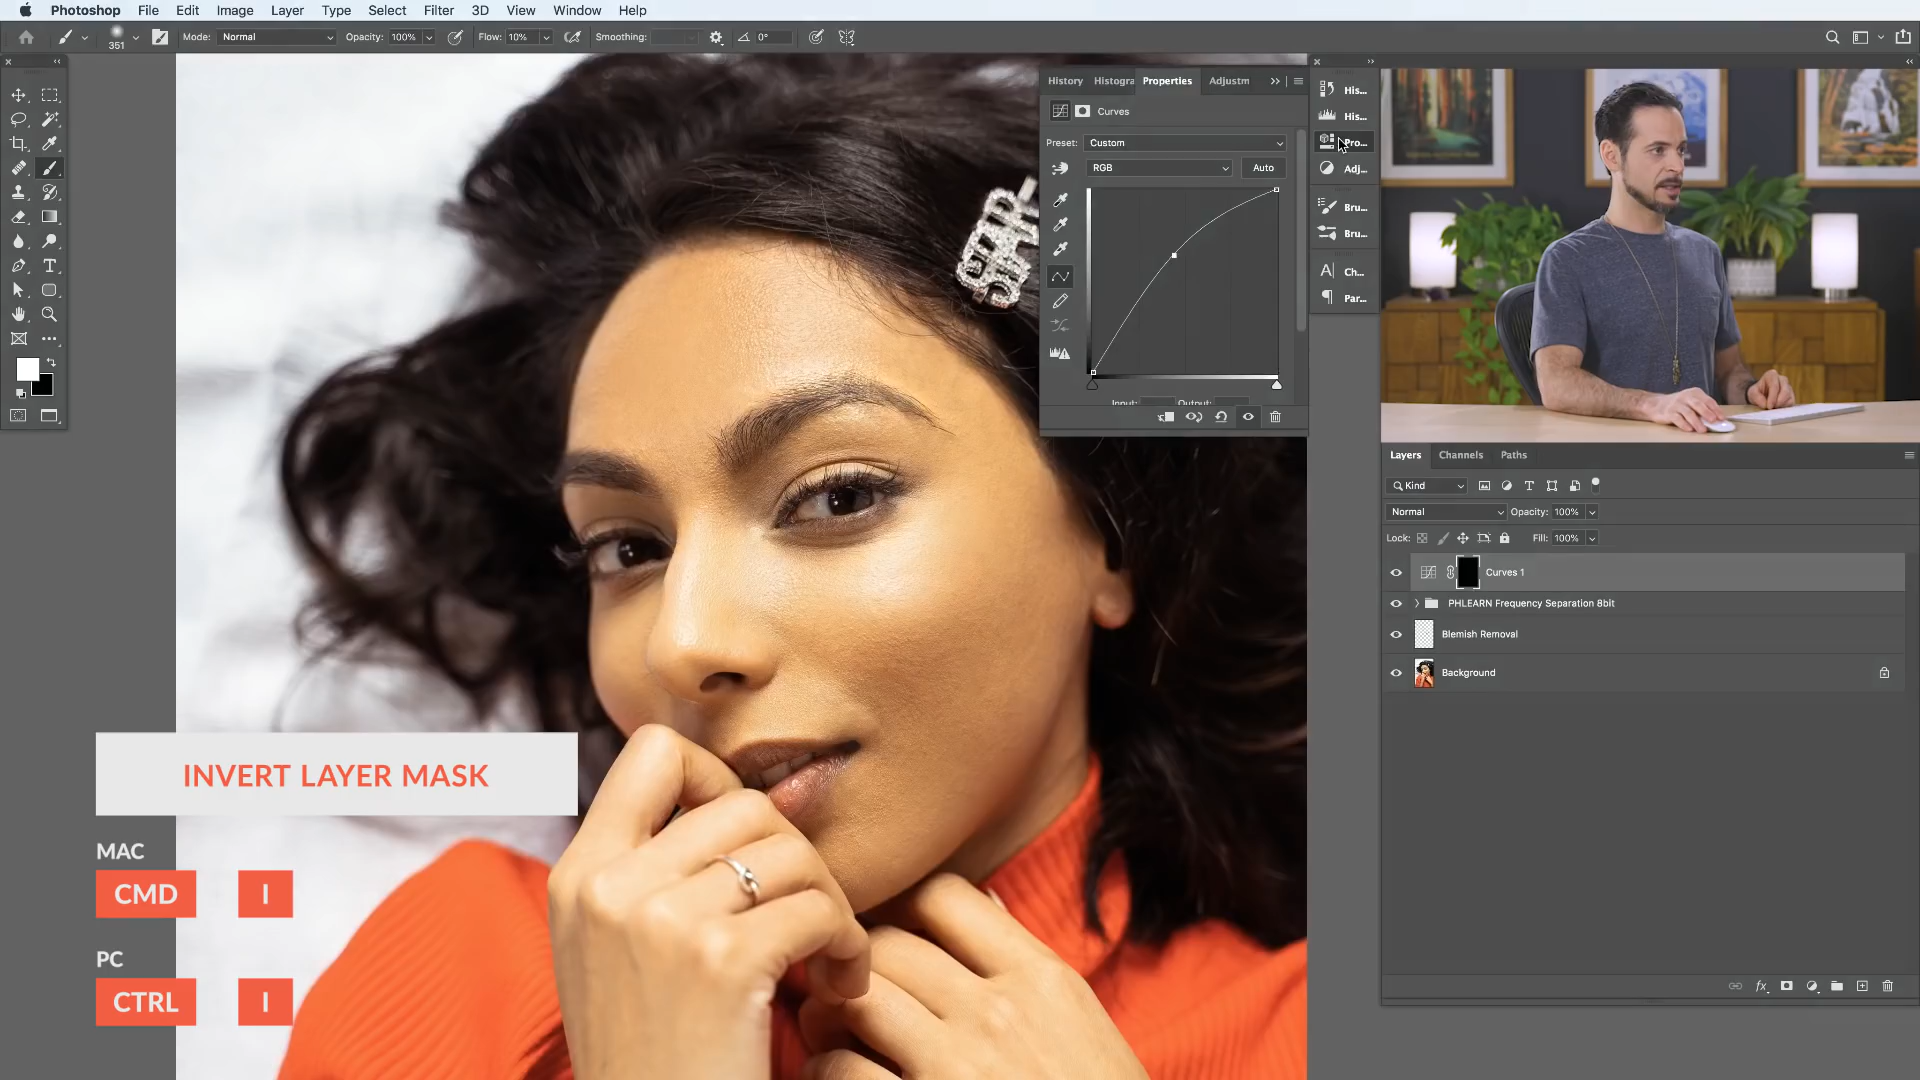 Photoshop File Edit Image Layer Type Select Filter 3D View Window Help
351 Mode: Normal Opacity: 100% Flow: 10% Smoothing: 0°
History Histogra Properties Adjustm
Curves
Preset: Custom
RGB Auto
Input: Output:
His...
His...
Pro...
Adj...
Bru...
Bru...
Ch...
Par...
Layers Channels Paths
Kind
Normal Opacity: 100%
Lock: Fill: 100%
Curves 1
PHLEARN Frequency Separation 8bit
Blemish Removal
Background
fx
INVERT LAYER MASK
MAC
CMD I
PC
CTRL I